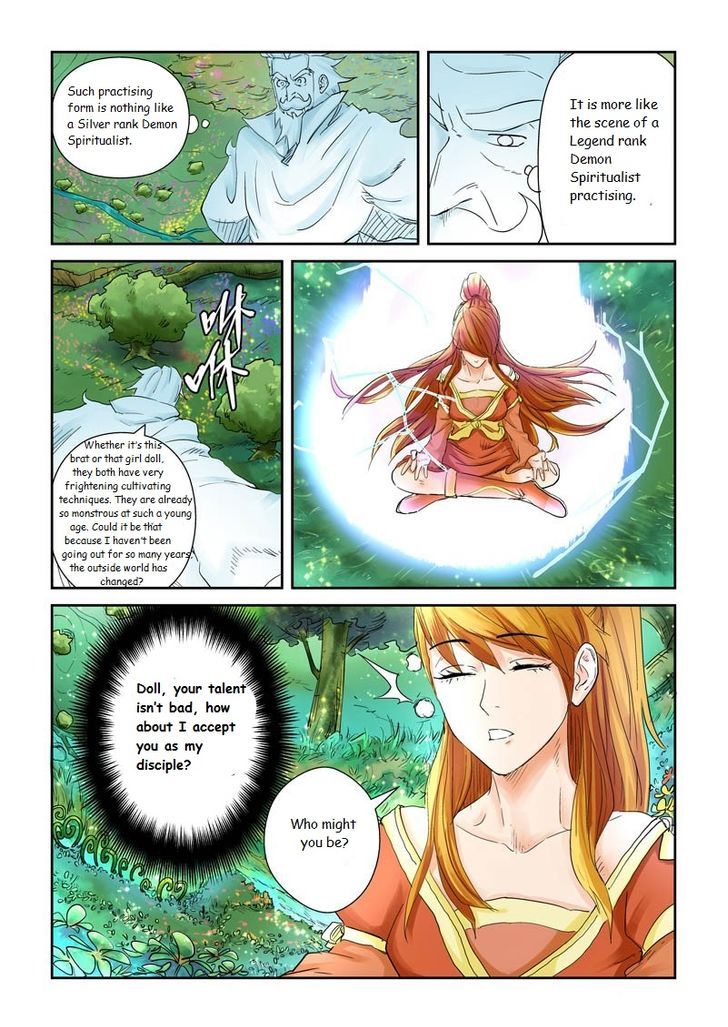 Such practising
form is nothing like
a Silver rank Demon
Spiritualist.
It is more like
the scene of a
Legend rank
Demon
Spiritualist
practising.
咻
咻
Whether it's this
brat or that girl doll,
they both have very
frightening cultivating
techniques. They are already
so monstrous at such a young
age. Could it be that
because I haven't been
going out for so many years,
the outside world has
changed?
Doll, your talent
isn't bad, how
about I accept
you as my
disciple?
Who might
you be?